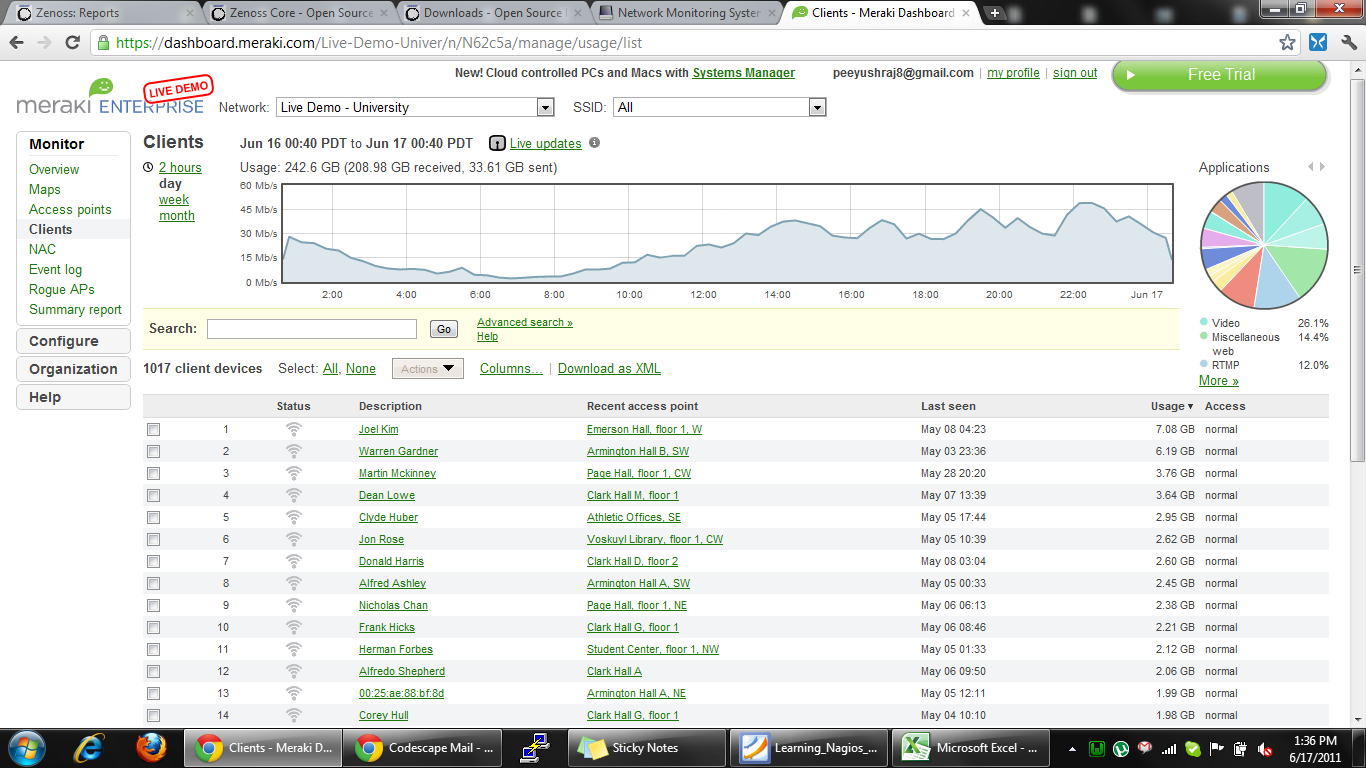 Zenoss: Reports
Zenoss Core - Open Source
Downloads - Open Source
Network Monitoring System
Clients - Meraki Dashboard
https://dashboard.meraki.com/Live-Demo-Univer/n/N62c5a/manage/usage/list
New! Cloud controlled PCs and Macs with Systems Manager
peeyushraj8@gmail.com | my profile | sign out
Free Trial
meraki ENTERPRISE
LIVE DEMO
Network: Live Demo - University SSID: All
Monitor
Overview
Maps
Access points
Clients
NAC
Event log
Rogue APs
Summary report
Configure
Organization
Help
Clients
2 hours
day
week
month
Jun 16 00:40 PDT to Jun 17 00:40 PDT Live updates
Usage: 242.6 GB (208.98 GB received, 33.61 GB sent)
60 Mb/s
45 Mb/s
30 Mb/s
15 Mb/s
0 Mb/s
2:00 4:00 6:00 8:00 10:00 12:00 14:00 16:00 18:00 20:00 22:00 Jun 17
Applications
Video 26.1%
Miscellaneous web 14.4%
RTMP 12.0%
More »
Search: Go Advanced search »
Help
1017 client devices Select: All, None Actions Columns... | Download as XML
Status Description Recent access point Last seen Usage ▼ Access
1 Joel Kim Emerson Hall, floor 1, W May 08 04:23 7.08 GB normal
2 Warren Gardner Armington Hall B, SW May 03 23:36 6.19 GB normal
3 Martin Mckinney Page Hall, floor 1, CW May 28 20:20 3.76 GB normal
4 Dean Lowe Clark Hall M, floor 1 May 07 13:39 3.64 GB normal
5 Clyde Huber Athletic Offices, SE May 05 17:44 2.95 GB normal
6 Jon Rose Voskuyl Library, floor 1, CW May 05 10:39 2.62 GB normal
7 Donald Harris Clark Hall D, floor 2 May 08 03:04 2.60 GB normal
8 Alfred Ashley Armington Hall A, SW May 05 00:33 2.45 GB normal
9 Nicholas Chan Page Hall, floor 1, NE May 06 06:13 2.38 GB normal
10 Frank Hicks Clark Hall G, floor 1 May 06 08:46 2.21 GB normal
11 Herman Forbes Student Center, floor 1, NW May 05 01:33 2.12 GB normal
12 Alfredo Shepherd Clark Hall A May 06 09:50 2.06 GB normal
13 00:25:ae:88:bf:8d Armington Hall A, NE May 05 12:11 1.99 GB normal
14 Corey Hull Clark Hall G, floor 1 May 04 10:10 1.98 GB normal
Clients - Meraki D...
Codescape Mail - ...
Sticky Notes
Learning_Nagios_...
Microsoft Excel - ...
1:36 PM
6/17/2011